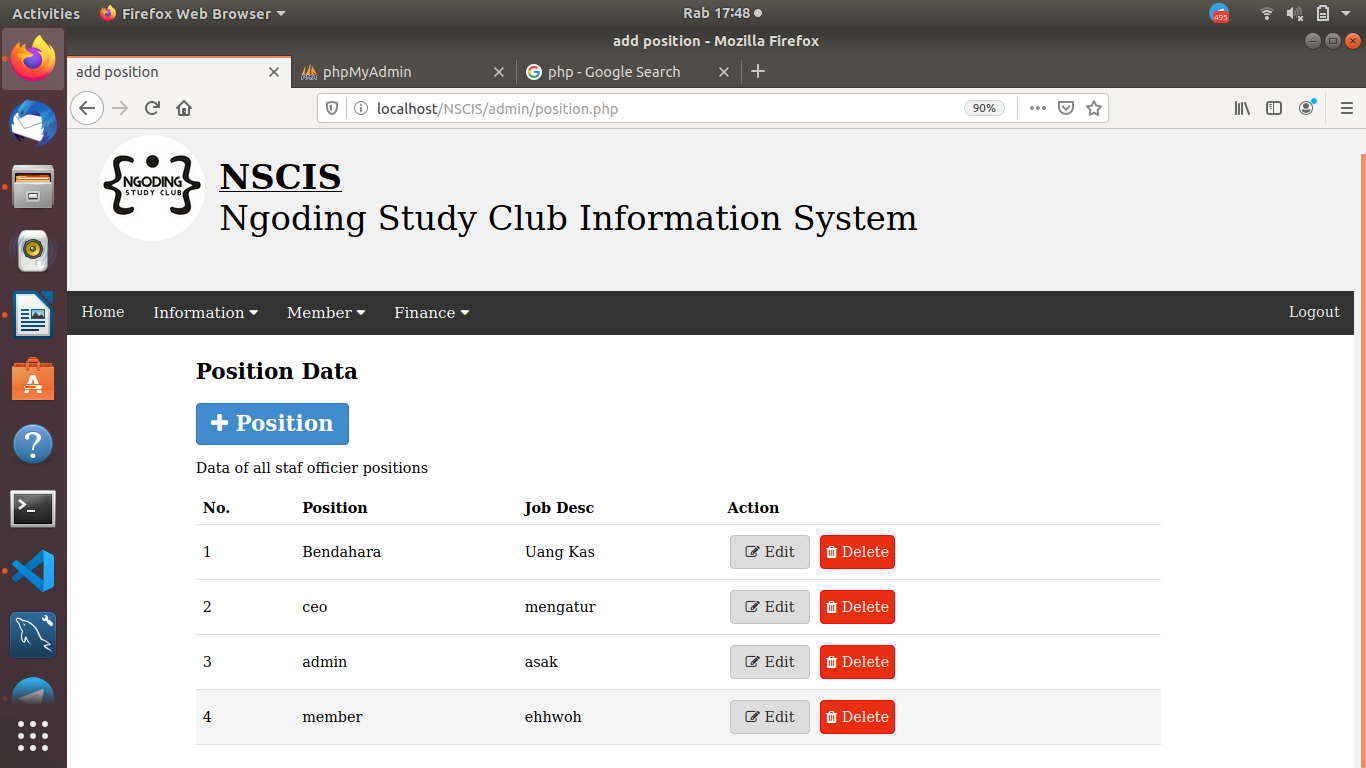 Activities Firefox Web Browser Rab 17:48 495
add position - Mozilla Firefox
add position phpMyAdmin php - Google Search
localhost/NSCIS/admin/position.php 90%
NGODING
STUDY CLUB
NSCIS
Ngoding Study Club Information System
Home Information Member Finance Logout
Position Data
Position
Data of all staf officier positions
No. Position Job Desc Action
1 Bendahara Uang Kas Edit Delete
2 ceo mengatur Edit Delete
3 admin asak Edit Delete
4 member ehhwoh Edit Delete